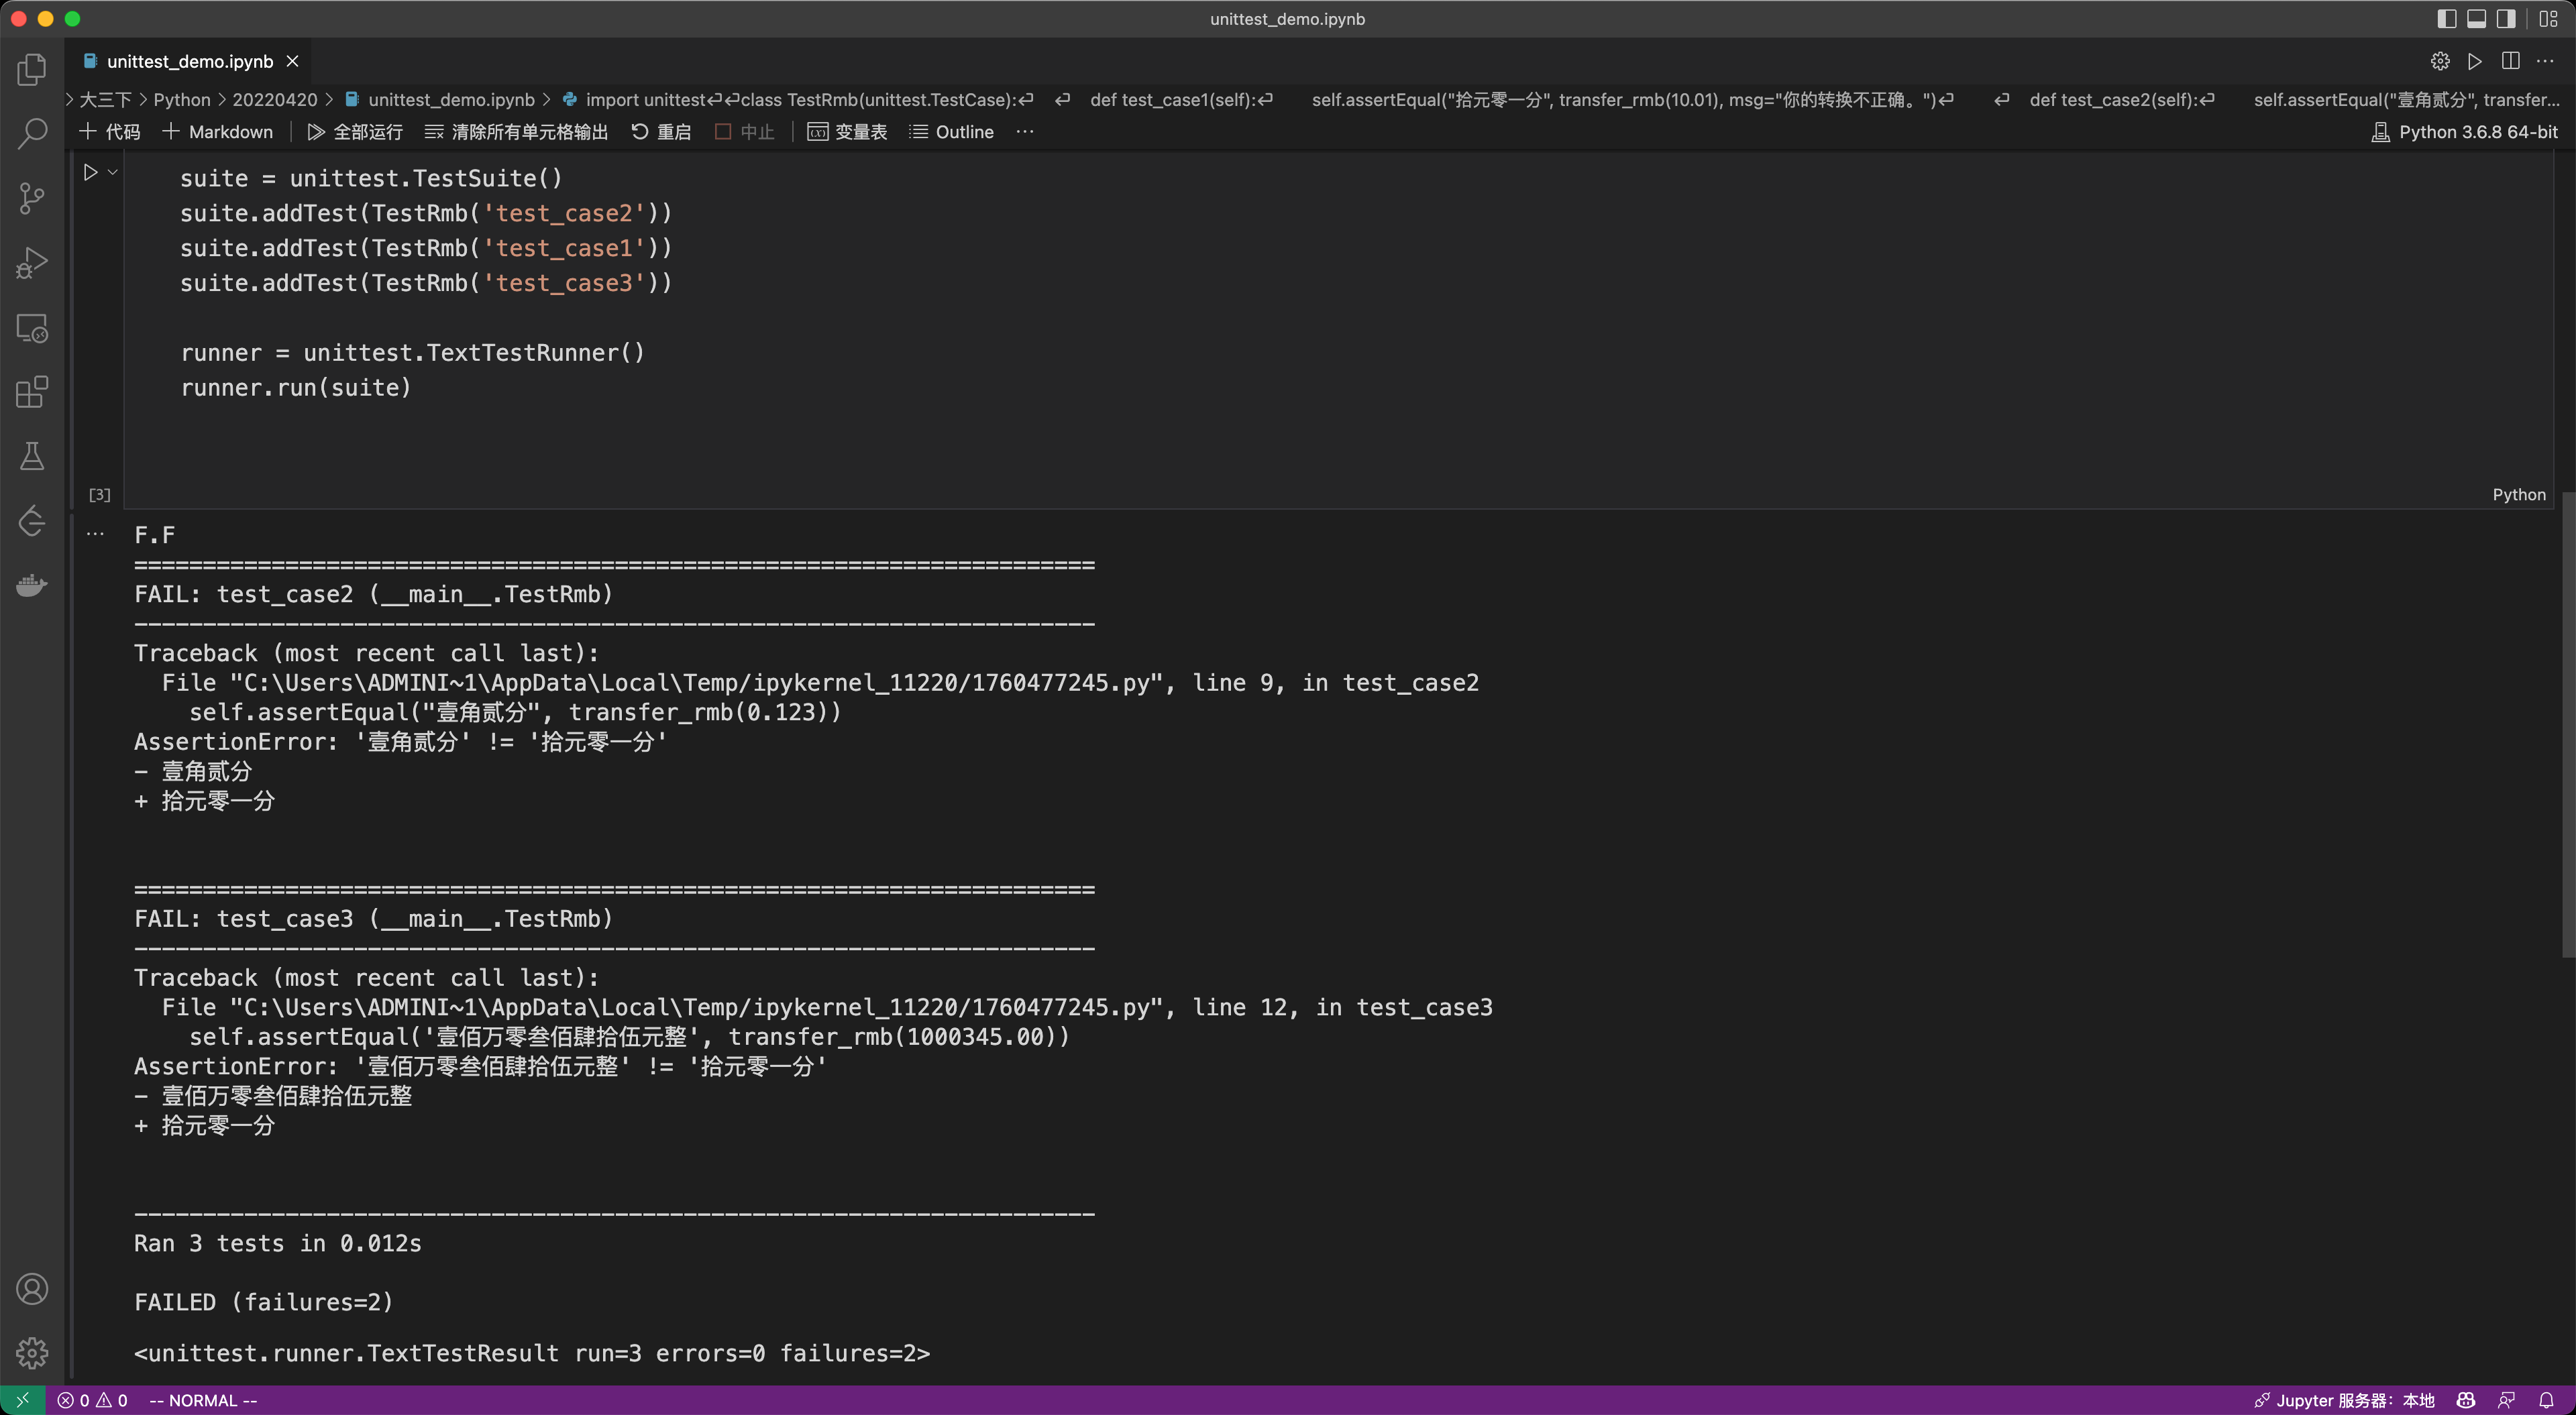 unittest_demo.ipynb
unittest_demo.ipynb
大三下 > Python > 20220420 > unittest_demo.ipynb > import unittest↵↵class TestRmb(unittest.TestCase):↵ ↵ def test_case1(self):↵ self.assertEqual("拾元零一分", transfer_rmb(10.01), msg="你的转换不正确。")↵ ↵ def test_case2(self):↵ self.assertEqual("壹角贰分", transfer...
代码 Markdown 全部运行 清除所有单元格输出 重启 中止 变量表 Outline ··· Python 3.6.8 64-bit
suite = unittest.TestSuite()
suite.addTest(TestRmb('test_case2'))
suite.addTest(TestRmb('test_case1'))
suite.addTest(TestRmb('test_case3'))
runner = unittest.TextTestRunner()
runner.run(suite)
[3] Python
F.F
======================================================================
FAIL: test_case2 (__main__.TestRmb)
----------------------------------------------------------------------
Traceback (most recent call last):
File "C:\Users\ADMINI~1\AppData\Local\Temp/ipykernel_11220/1760477245.py", line 9, in test_case2
self.assertEqual("壹角贰分", transfer_rmb(0.123))
AssertionError: '壹角贰分' != '拾元零一分'
- 壹角贰分
+ 拾元零一分
======================================================================
FAIL: test_case3 (__main__.TestRmb)
----------------------------------------------------------------------
Traceback (most recent call last):
File "C:\Users\ADMINI~1\AppData\Local\Temp/ipykernel_11220/1760477245.py", line 12, in test_case3
self.assertEqual('壹佰万零叁佰肆拾伍元整', transfer_rmb(1000345.00))
AssertionError: '壹佰万零叁佰肆拾伍元整' != '拾元零一分'
- 壹佰万零叁佰肆拾伍元整
+ 拾元零一分
----------------------------------------------------------------------
Ran 3 tests in 0.012s
FAILED (failures=2)
<unittest.runner.TextTestResult run=3 errors=0 failures=2>
0 0 -- NORMAL -- Jupyter 服务器：本地